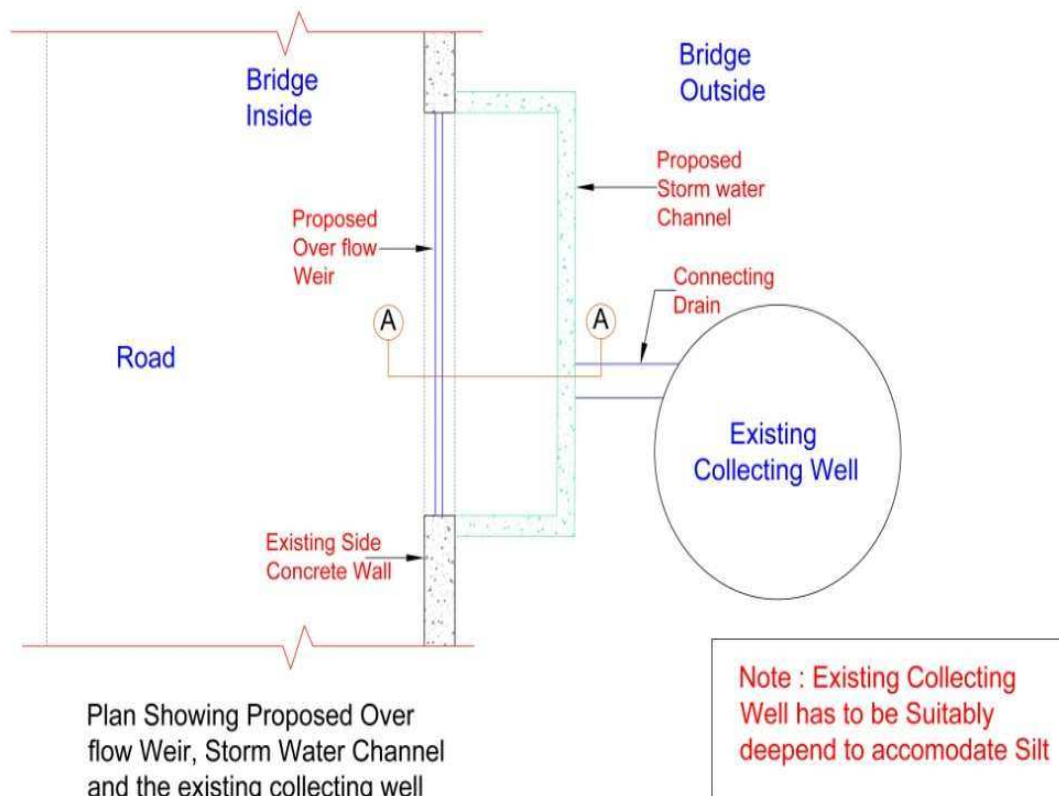 Bridge
Inside
Bridge
Outside
Proposed
Storm water
Channel
Proposed
Over flow
Weir
Connecting
Drain
A
A
Road
Existing
Collecting Well
Existing Side
Concrete Wall
Plan Showing Proposed Over
flow Weir, Storm Water Channel
and the existing collecting well
Note : Existing Collecting
Well has to be Suitably
deepend to accomodate Silt